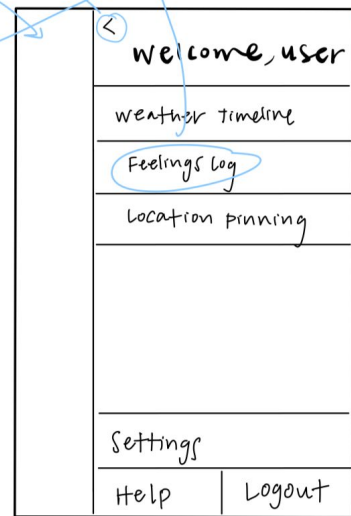 <
welcome, user
weather timeline
Feelings Log
Location pinning
Settings
Help Logout